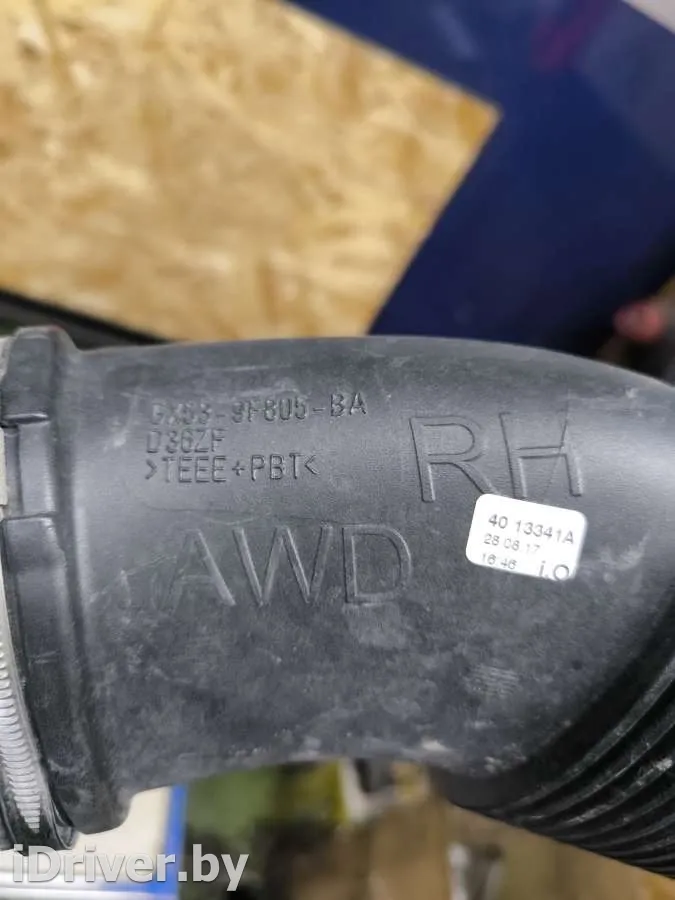 GX63-9F805-BA
D36ZF
>TEEE+PBT<
RH
AWD
40 13341A
28 08 17
16:46 i.O
iDriver.by